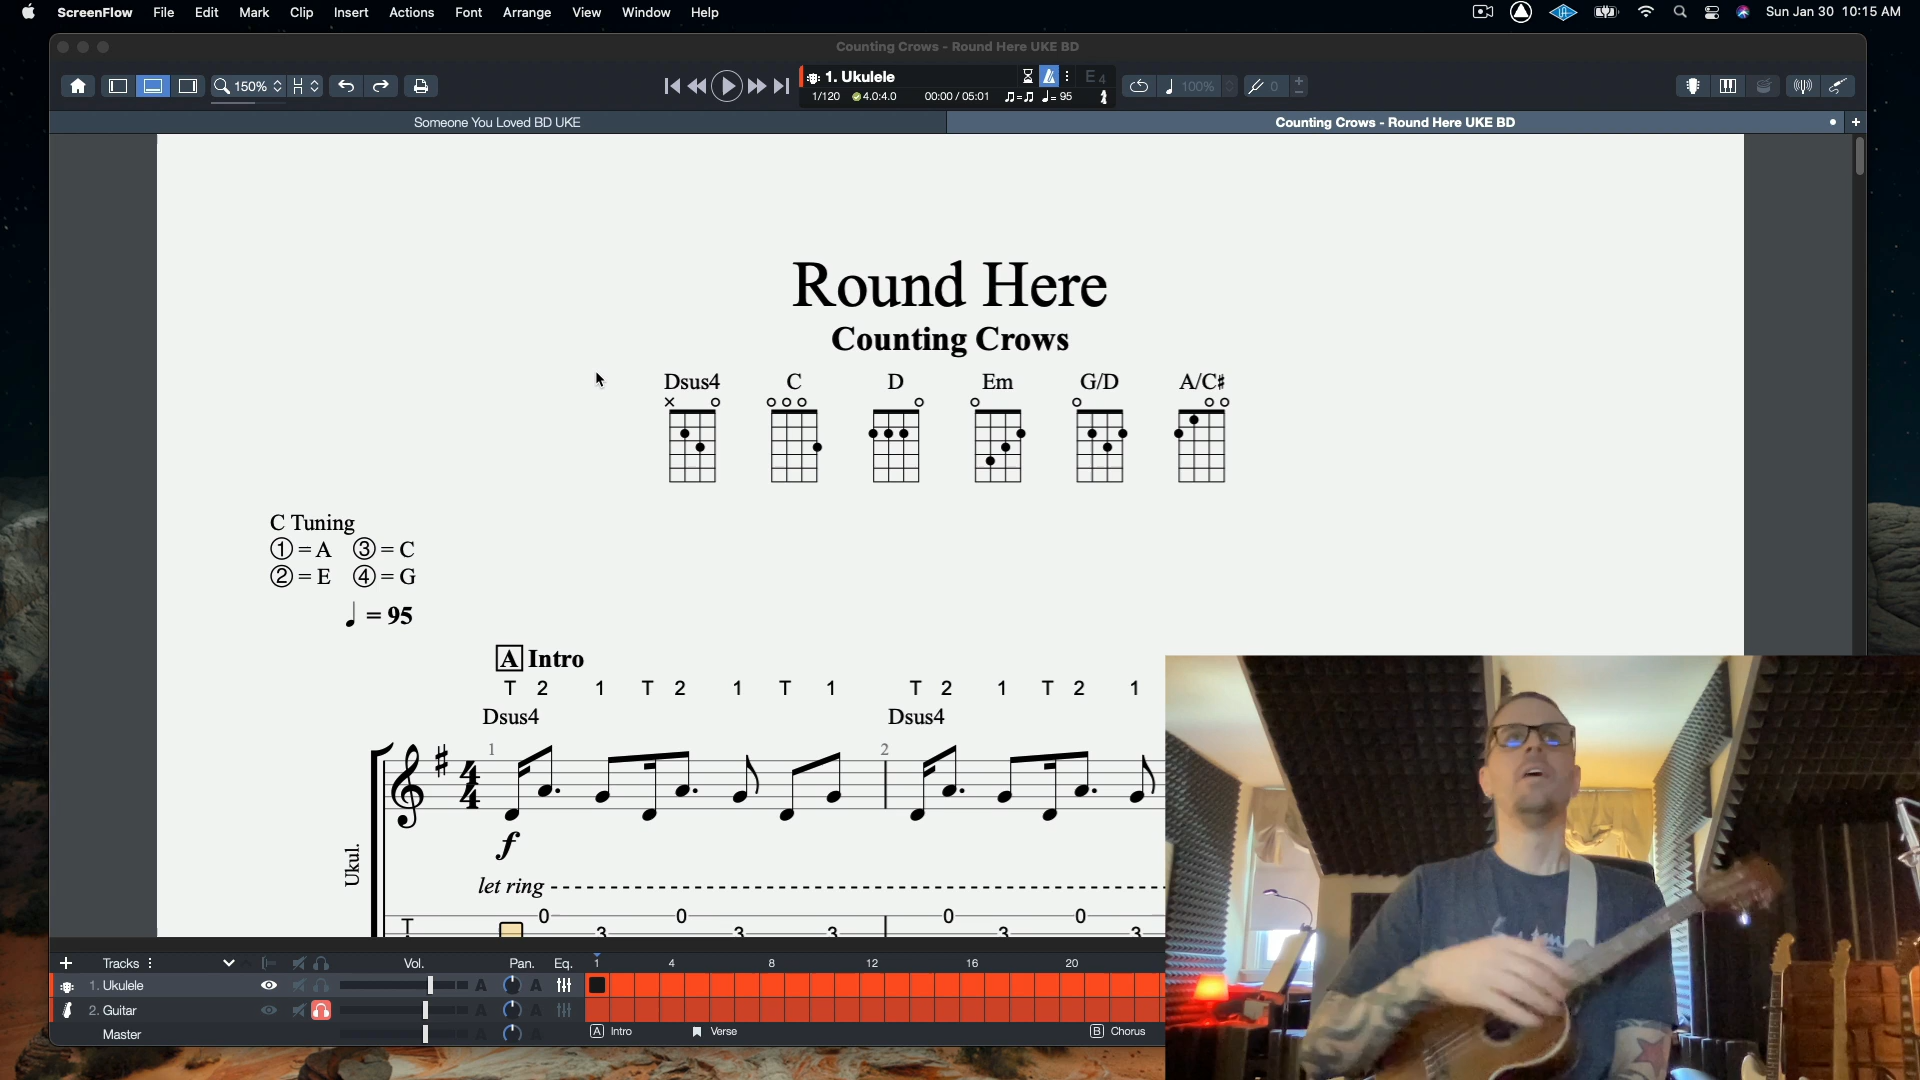 ScreenFlow File Edit Mark Clip Insert Actions Font Arrange View Window Help Sun Jan 30 10:15 AM
Counting Crows - Round Here UKE BD
150% 1. Ukulele E4 100% 0
1/120 4.0:4.0 00:00 / 05:01 ♫=♫ ♩= 95
Someone You Loved BD UKE Counting Crows - Round Here UKE BD
Round Here
Counting Crows
Dsus4 C D Em G/D A/C♯
C Tuning
①=A ③=C
②=E ④=G
♩ = 95
A Intro
T 2 1 T 2 1 T 1 T 2 1 T 2 1
Dsus4 Dsus4
1 2
4
4
f
Ukul.
let ring
0 0 0 0
T 3 3 3 3 3
Tracks Vol. Pan. Eq. 1 4 8 12 16 20
1. Ukulele A A
2. Guitar A A
Master A
A Intro Verse B Chorus